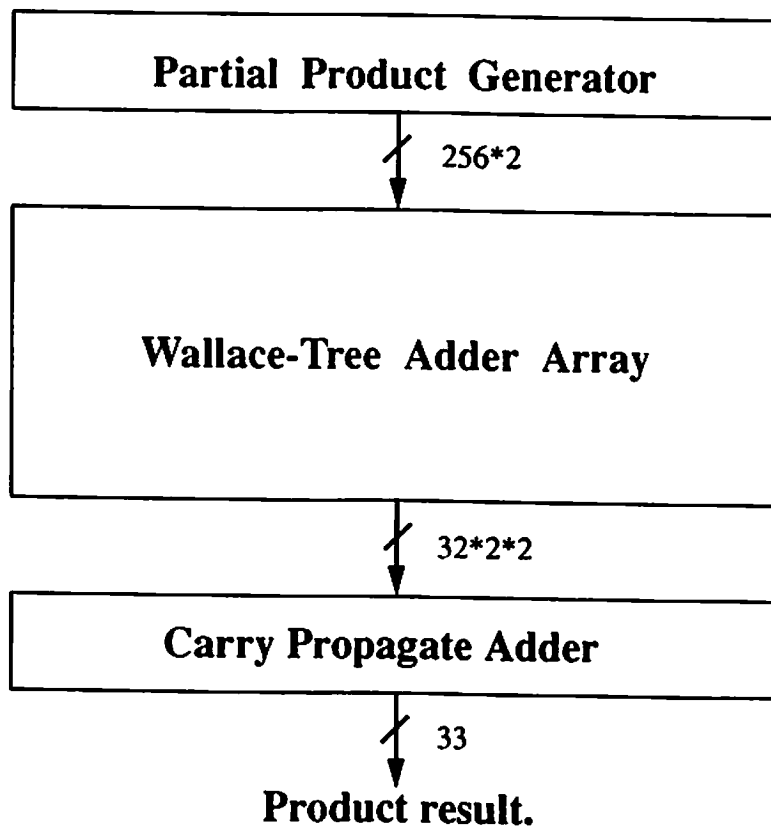 Partial Product Generator
256*2
Wallace-Tree Adder Array
32*2*2
Carry Propagate Adder
33
Product result.